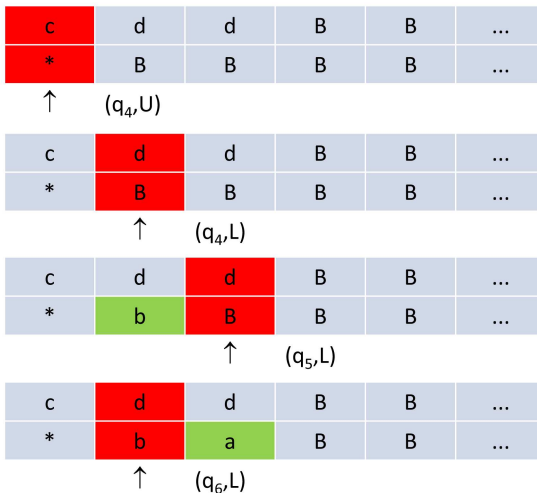 c d d B B ...
* B B B B ...
↑ (q₄,U)
c d d B B ...
* B B B B ...
↑ (q₄,L)
c d d B B ...
* b B B B ...
↑ (q₅,L)
c d d B B ...
* b a B B ...
↑ (q₆,L)